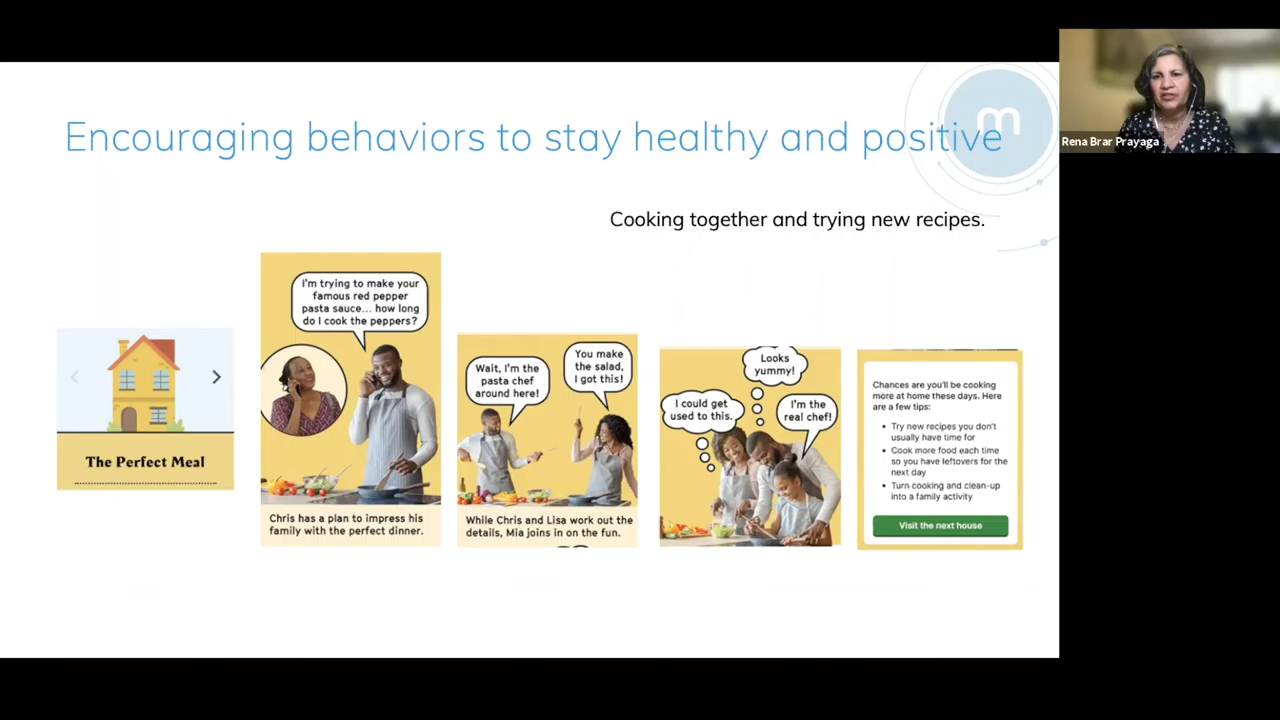 m
Encouraging behaviors to stay healthy and positive
Rena Brar Prayaga
Cooking together and trying new recipes.
The Perfect Meal
I'm trying to make your
famous red pepper
pasta sauce... how long
do I cook the peppers?
Chris has a plan to impress his
family with the perfect dinner.
Wait, I'm the
pasta chef
around here!
You make
the salad,
I got this!
While Chris and Lisa work out the
details, Mia joins in on the fun.
Looks
yummy!
I could get
used to this.
I'm the
real chef!
Chances are you'll be cooking
more at home these days. Here
are a few tips:
• Try new recipes you don't
usually have time for
• Cook more food each time
so you have leftovers for the
next day
• Turn cooking and clean-up
into a family activity
Visit the next house